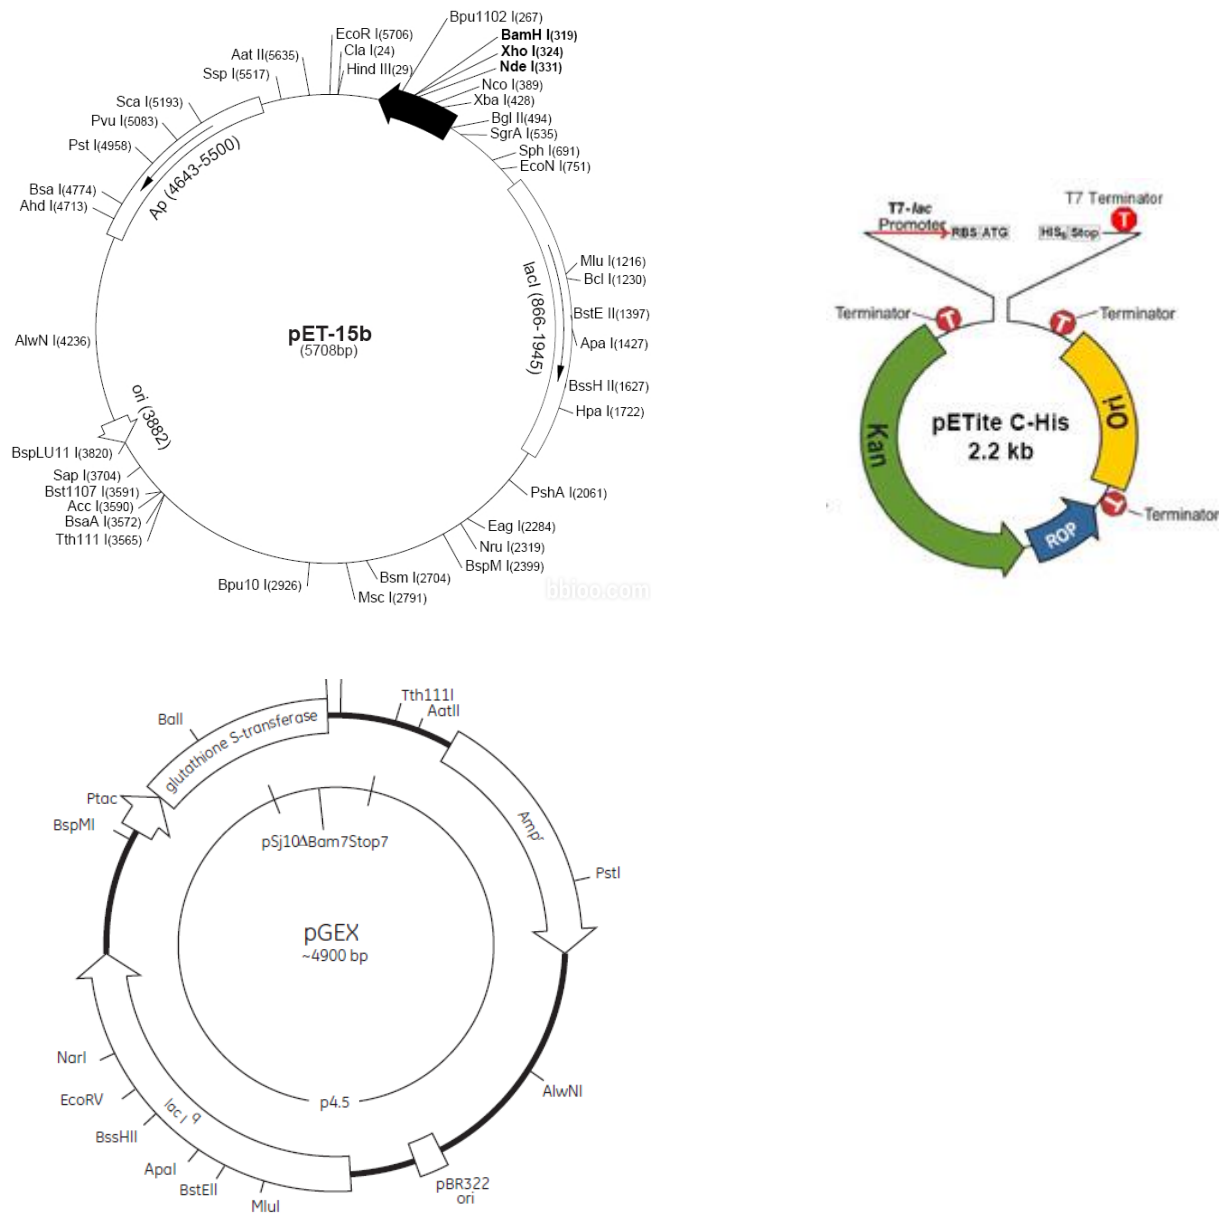 Bpu1102 I(267)
EcoR I(5706)
BamH I(319)
Aat II(5635)
Cla I(24)
Xho I(324)
Ssp I(5517)
Hind III(29)
Nde I(331)
Nco I(389)
Sca I(5193)
Xba I(428)
Pvu I(5083)
Bgl II(494)
SgrA I(535)
Pst I(4958)
Sph I(691)
EcoN I(751)
Bsa I(4774)
Ahd I(4713)
Ap (4643-5500)
Mlu I(1216)
Bcl I(1230)
lacI (866-1945)
BstE II(1397)
AlwN I(4236)
pET-15b
(5708bp)
Apa I(1427)
BssH II(1627)
Hpa I(1722)
ori (3882)
BspLU11 I(3820)
Sap I(3704)
Bst1107 I(3591)
Acc I(3590)
BsaA I(3572)
Tth111 I(3565)
PshA I(2061)
Eag I(2284)
Nru I(2319)
BspM I(2399)
Bsm I(2704)
Bpu10 I(2926)
Msc I(2791)
bbioo.com
T7-lac
Promoter
RBS ATG
T7 Terminator
T
HIS6 Stop
Terminator
T
T
Terminator
Kan
pETite C-His
2.2 kb
Ori
ROP
T
Terminator
Tth111I
AatII
BalI
glutathione S-transferase
Ptac
BspMI
Ampr
pSj10ΔBam7Stop7
PstI
pGEX
~4900 bp
NarI
EcoRV
BssHII
ApaI
BstEII
MluI
lac Iq
p4.5
AlwNI
pBR322
ori